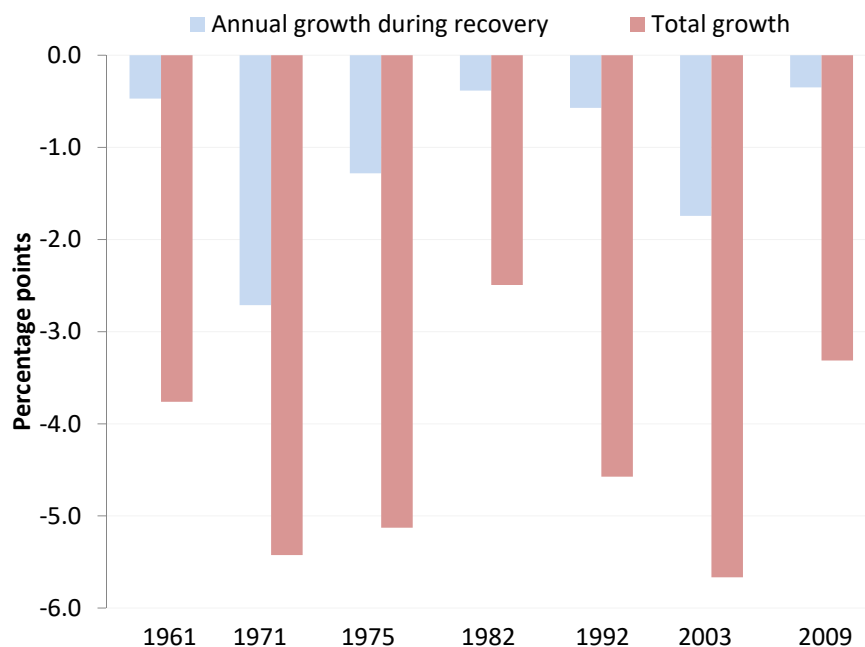 Annual growth during recovery Total growth
Percentage points
0.0
-1.0
-2.0
-3.0
-4.0
-5.0
-6.0
1961 1971 1975 1982 1992 2003 2009